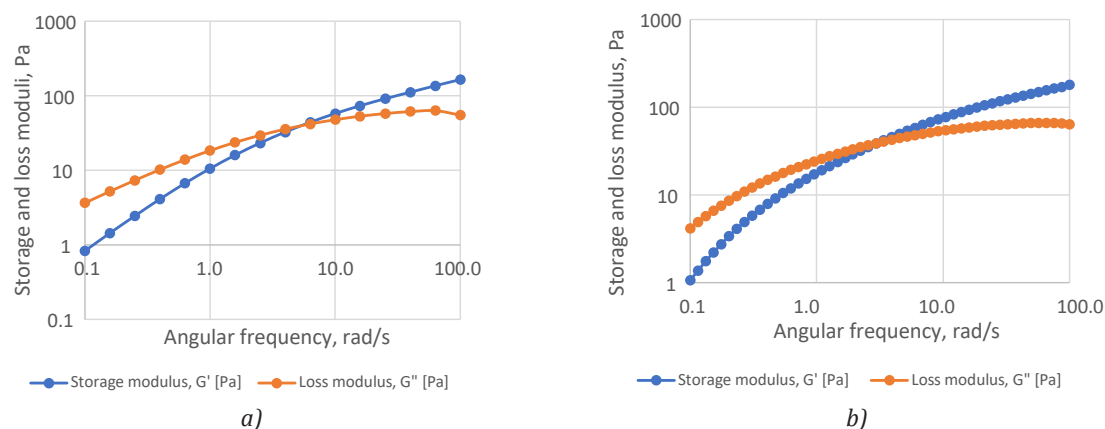 Storage and loss moduli, Pa
1000
100
10
1
0.1
0.1
1.0
10.0
100.0
Angular frequency, rad/s
Storage modulus, G' [Pa]
Loss modulus, G" [Pa]
a)
Storage and loss modulus, Pa
1000
100
10
1
0.1
1.0
10.0
100.0
Angular frequency, rad/s
Storage modulus, G' [Pa]
Loss modulus, G" [Pa]
b)